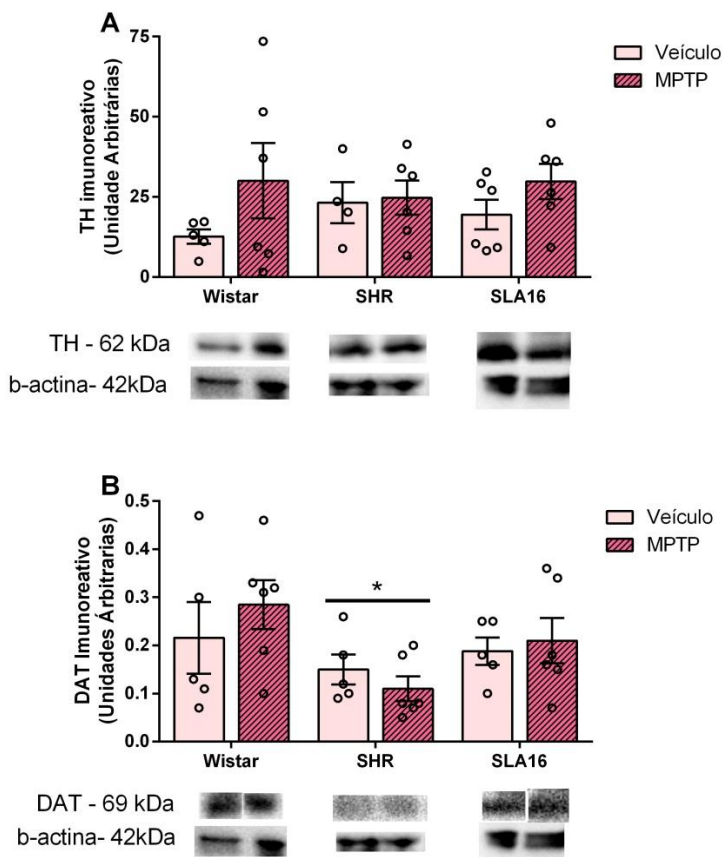 A
TH imunoreativo
(Unidade Arbitrárias)
75
50
25
0
Wistar
SHR
SLA16
Veículo
MPTP
TH - 62 kDa
b-actina- 42kDa
B
DAT Imunoreativo
(Unidades Árbitrarias)
0.5
0.4
0.3
0.2
0.1
0.0
*
Wistar
SHR
SLA16
Veículo
MPTP
DAT - 69 kDa
b-actina- 42kDa